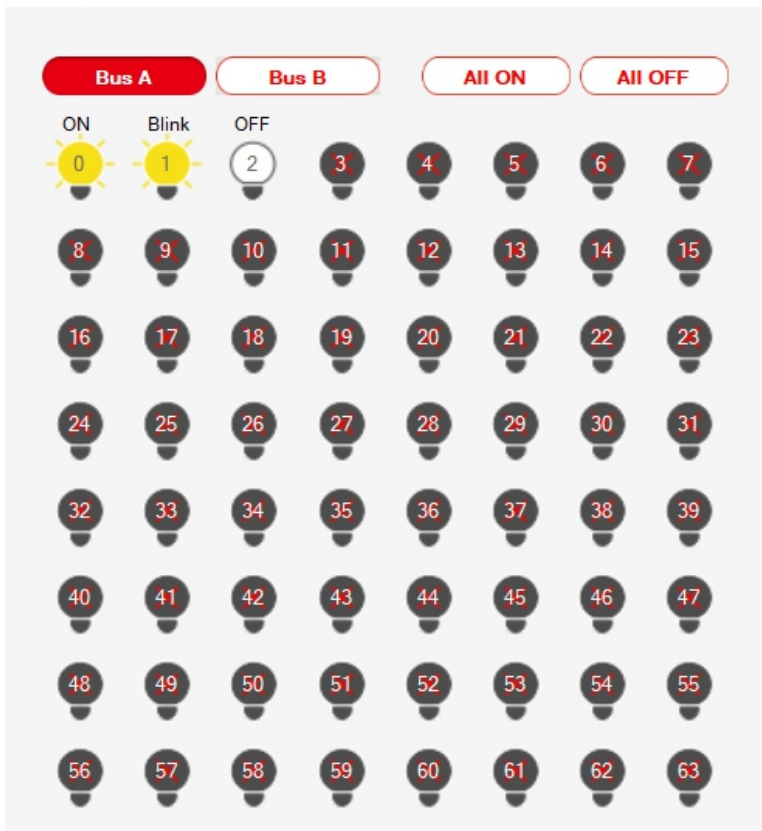 Bus A Bus B All ON All OFF
ON Blink OFF
0 1 2 3 4 5 6 7
8 9 10 11 12 13 14 15
16 17 18 19 20 21 22 23
24 25 26 27 28 29 30 31
32 33 34 35 36 37 38 39
40 41 42 43 44 45 46 47
48 49 50 51 52 53 54 55
56 57 58 59 60 61 62 63